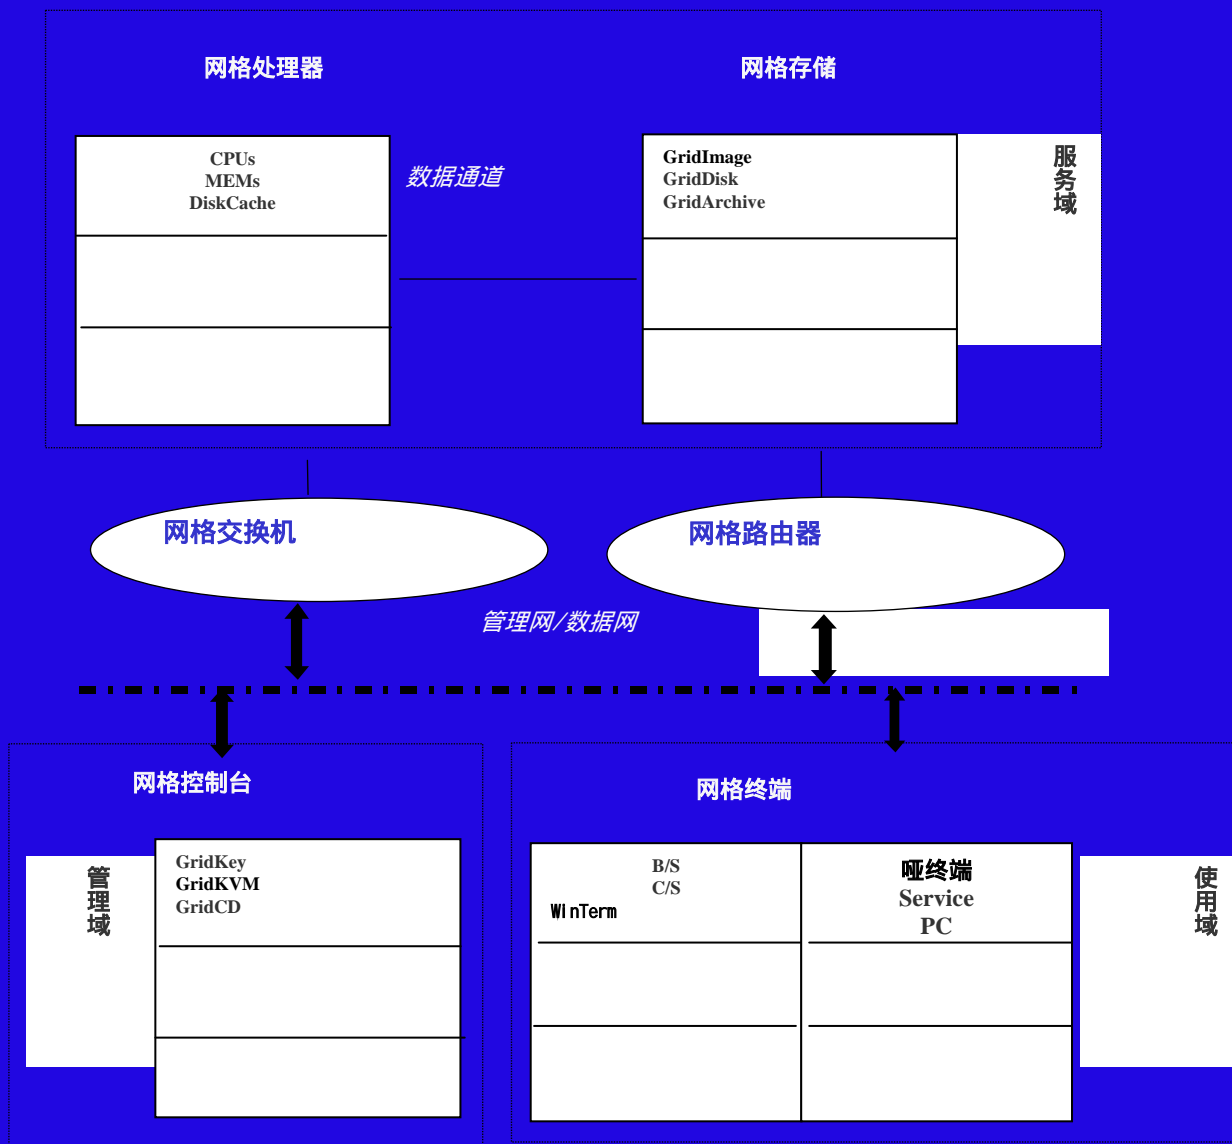 网格处理器
网格存储
CPUs
MEMs
DiskCache
数据通道
GridImage
GridDisk
GridArchive
服务域
网格交换机
网格路由器
管理网/数据网
网格控制台
网格终端
管理域
GridKey
GridKVM
GridCD
B/S
C/S
WinTerm
哑终端
Service
PC
使用域